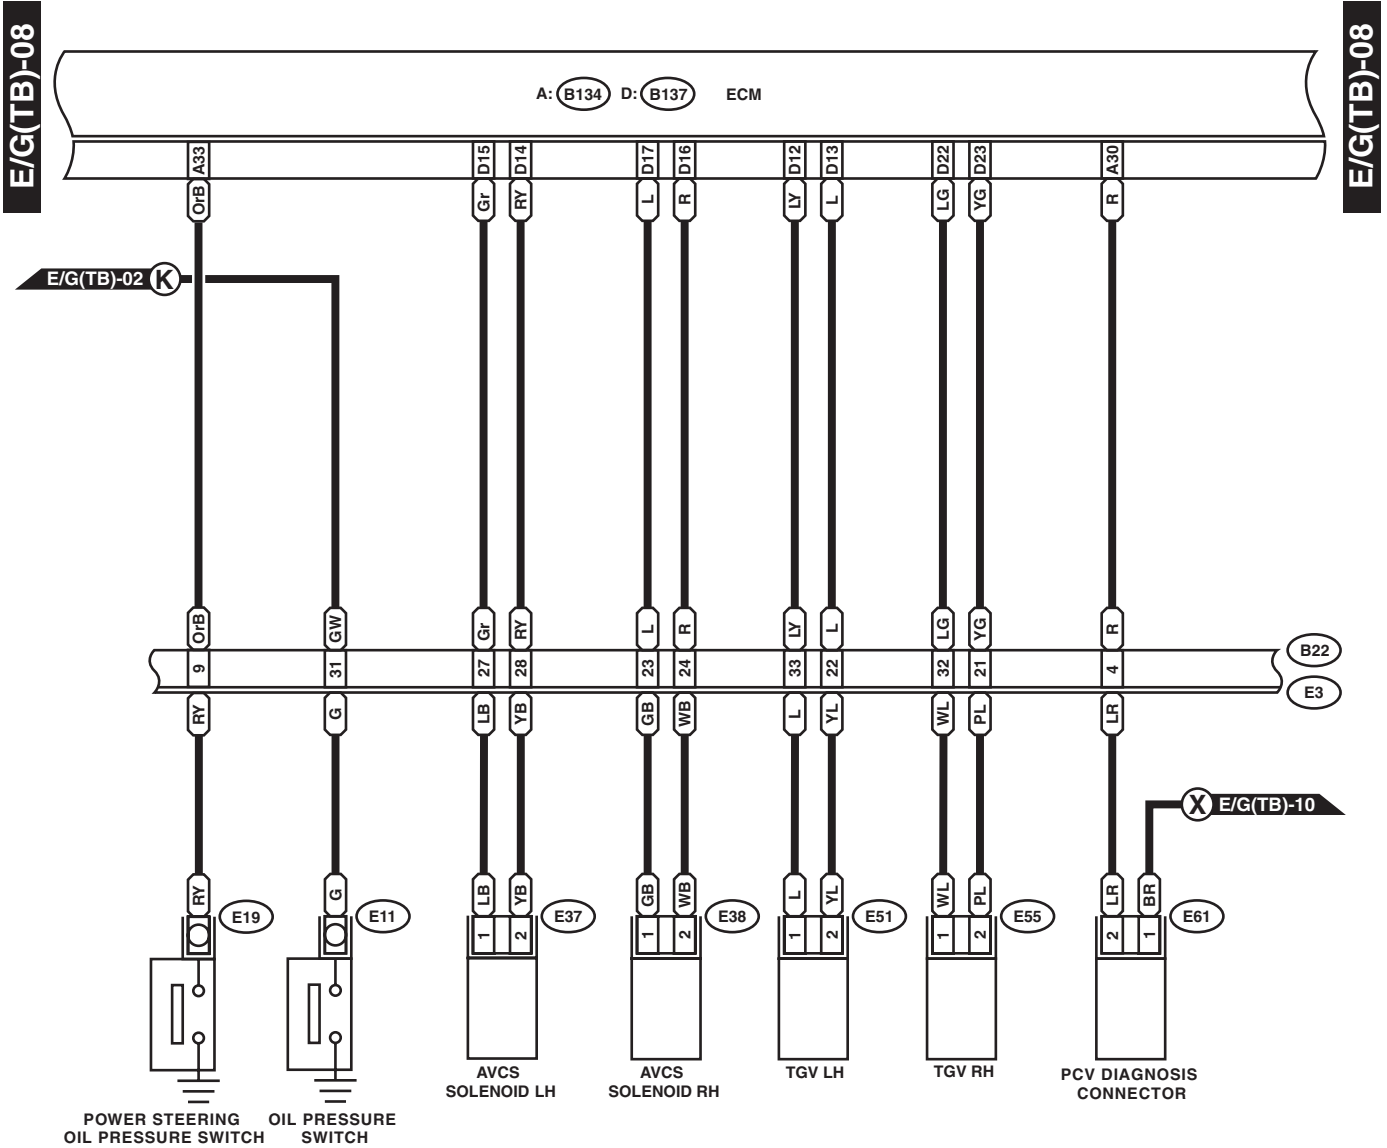 E/G(TB)-08
E/G(TB)-08
A: B134 D: B137 ECM
A33 D15 D14 D17 D16 D12 D13 D22 D23 A30
OrB Gr RY L R LY L LG YG R
E/G(TB)-02 K
OrB GW Gr RY L R LY L LG YG R
B22
9 31 27 28 23 24 33 22 32 21 4
E3
RY G LB YB GB WB L YL WL PL LR
X E/G(TB)-10
RY G LB YB GB WB L YL WL PL LR BR
E19 E11 E37 E38 E51 E55 E61
1 2 1 2 1 2 1 2 2 1
AVCS
SOLENOID LH
AVCS
SOLENOID RH
TGV LH
TGV RH
PCV DIAGNOSIS
CONNECTOR
POWER STEERING
OIL PRESSURE SWITCH
OIL PRESSURE
SWITCH